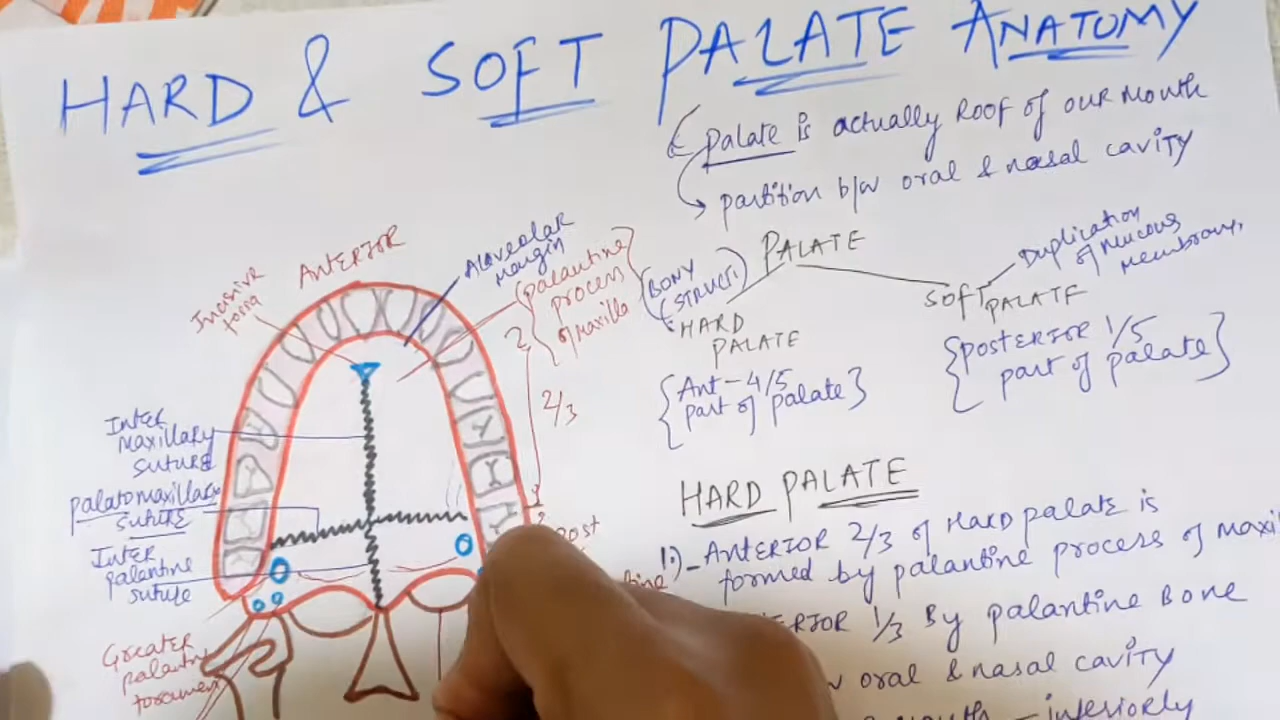 HARD & SOFT PALATE ANATOMY
palate is actually Roof of our mouth
partition b/w oral & nasal cavity
PALATE
(BONY
STRUCT)
HARD
PALATE
{Ant - 4/5
part of palate}
Duplication
of mucous
SOFT
PALATE
{POSTERIOR 1/5
part of palate}
ANTERIOR
Incisive
Alaveolar
margin
(palantine
process
of maxilla
2/3
Inter
maxillary
suture
palatomaxillary
suture
Inter
palantine
suture
Greater
palantine
foramen
post
HARD PALATE
1:) - ANTERIOR 2/3 of Hard palate is
formed by palantine process of maxi
1/3 By palantine Bone
oral & nasal cavity
- inferiorly